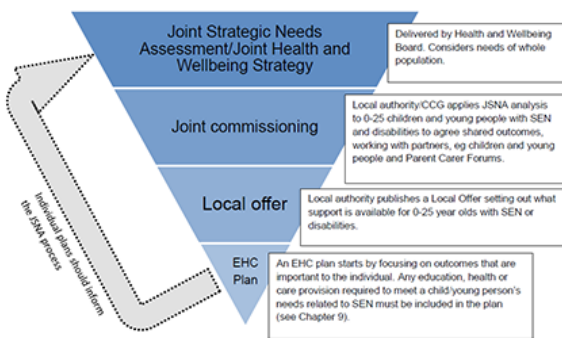 Joint Strategic Needs
Assessment/Joint Health and
Wellbeing Strategy
Delivered by Health and Wellbeing
Board. Considers needs of whole
population.
Joint commissioning
Local authority/CCG applies JSNA analysis
to 0-25 children and young people with SEN
and disabilities to agree shared outcomes,
working with partners, eg children and young
people and Parent Carer Forums.
Local offer
Local authority publishes a Local Offer setting out what
support is available for 0-25 year olds with SEN or
disabilities.
EHC
Plan
An EHC plan starts by focusing on outcomes that are
important to the individual. Any education, health or
care provision required to meet a child/young person's
needs related to SEN must be included in the plan
(see Chapter 9).
Individual plans should inform
the JSNA process